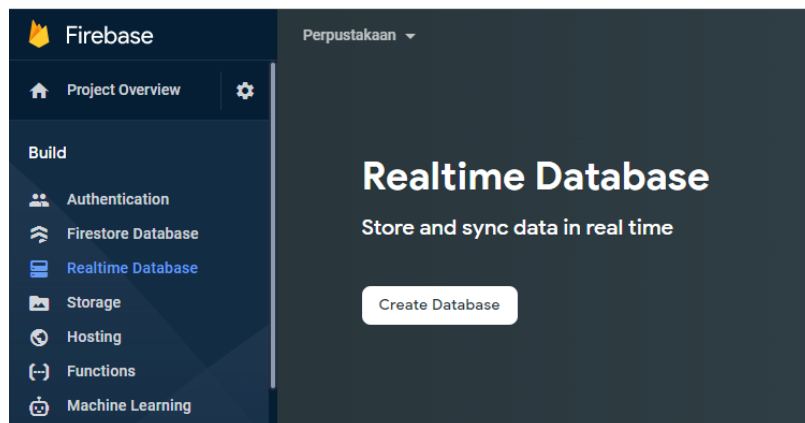 Firebase
Perpustakaan
Project Overview
Build
Authentication
Firestore Database
Realtime Database
Storage
Hosting
Functions
Machine Learning
Realtime Database
Store and sync data in real time
Create Database